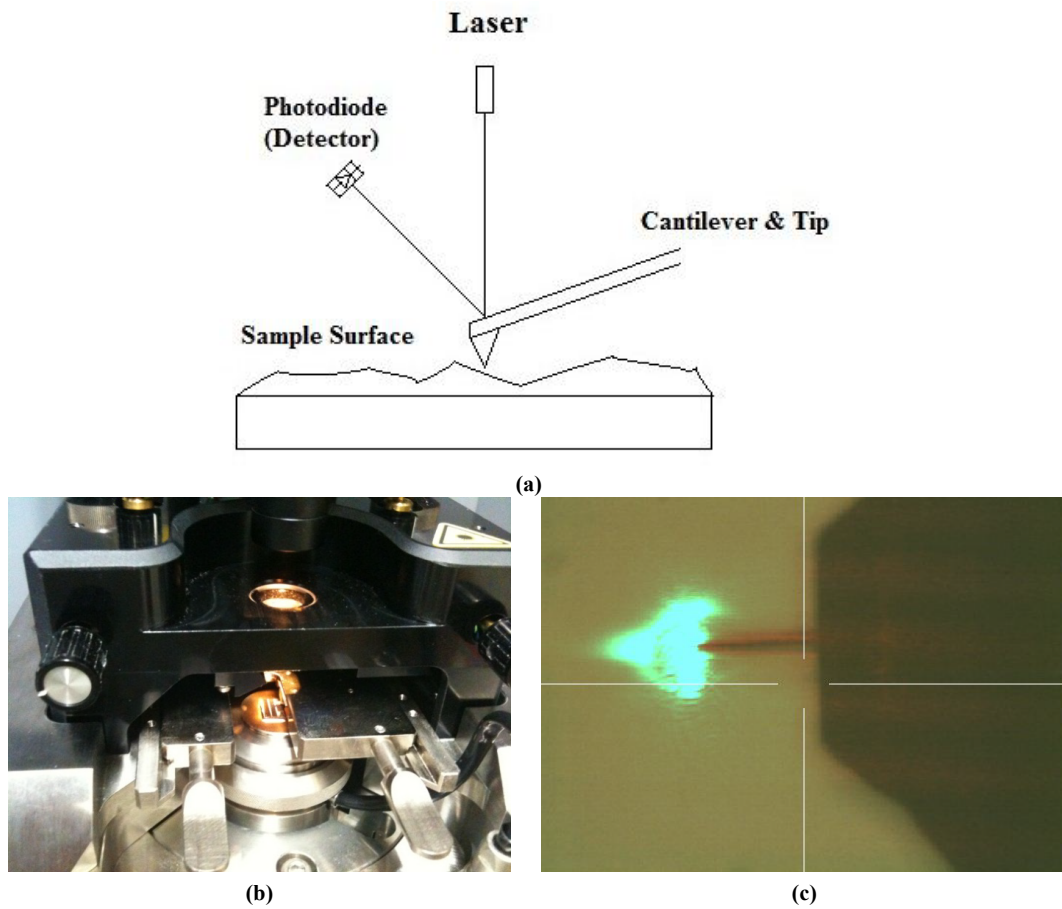 Laser
Photodiode
(Detector)
Cantilever & Tip
Sample Surface
(a)
(b)
(c)